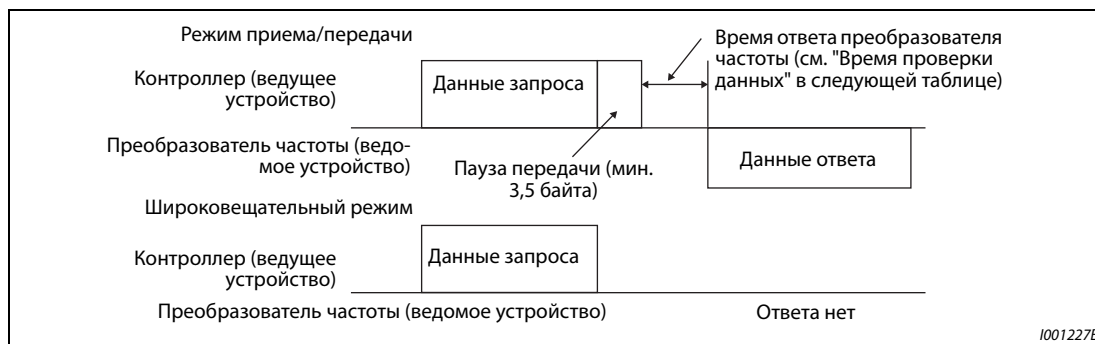 Режим приема/передачи
Время ответа преобразователя
частоты (см. "Время проверки
данных" в следующей таблице)
Контроллер (ведущее
устройство)
Данные запроса
Преобразователь частоты (ведо-
мое устройство)
Пауза передачи (мин.
3,5 байта)
Данные ответа
Широковещательный режим
Контроллер (ведущее
устройство)
Данные запроса
Преобразователь частоты (ведомое устройство)
Ответа нет
I001227E